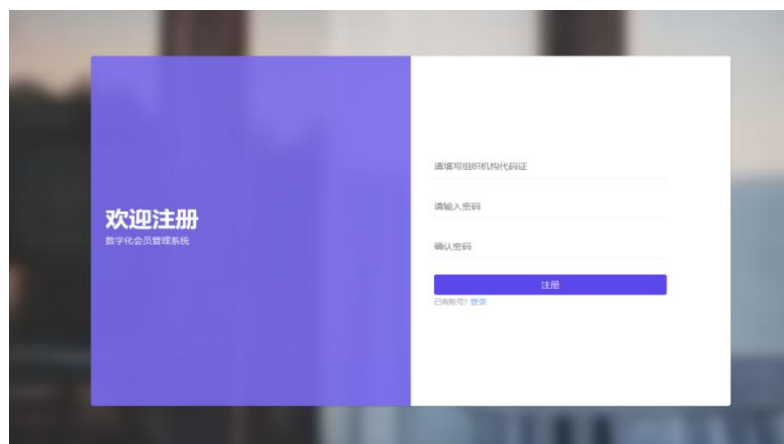 欢迎注册
数字化会员管理系统
请填写组织机构代码证
请输入密码
确认密码
注册
已有账号? 登录